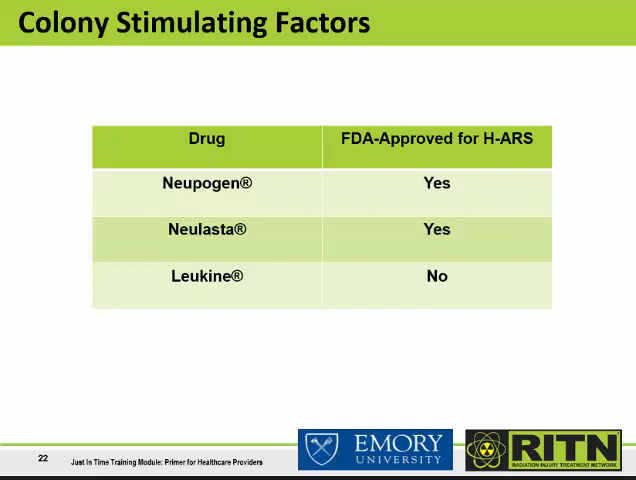 Colony Stimulating Factors
Drug FDA-Approved for H-ARS
Neupogen® Yes
Neulasta® Yes
Leukine® No
22 Just In Time Training Module: Primer for Healthcare Providers
EMORY
UNIVERSITY
RITN
RADIATION INJURY TREATMENT NETWORK